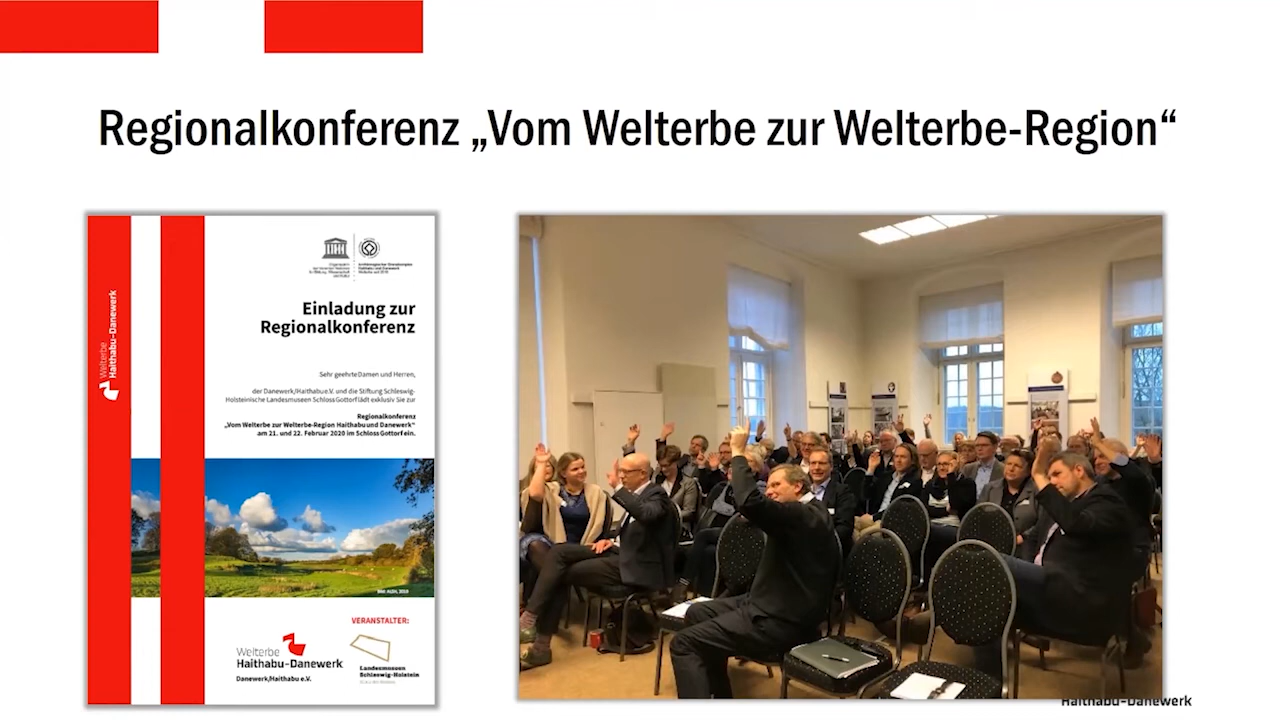 Regionalkonferenz „Vom Welterbe zur Welterbe-Region“
Welterbe
Haithabu-Danewerk
Einladung zur
Regionalkonferenz
Sehr geehrte Damen und Herren,
der Danewerk/Haithabu e.V. und die Stiftung Schleswig-
Holsteinische Landesmuseen Schloss Gottorf lädt exklusiv Sie zur
Regionalkonferenz
„Vom Welterbe zur Welterbe-Region Haithabu und Danewerk“
am 21. und 22. Februar 2020 im Schloss Gottorf ein.
VERANSTALTER:
Welterbe
Haithabu-Danewerk
Danewerk/Haithabu e.V.
Landesmuseen
Schleswig-Holstein
Haithabu-Danewerk